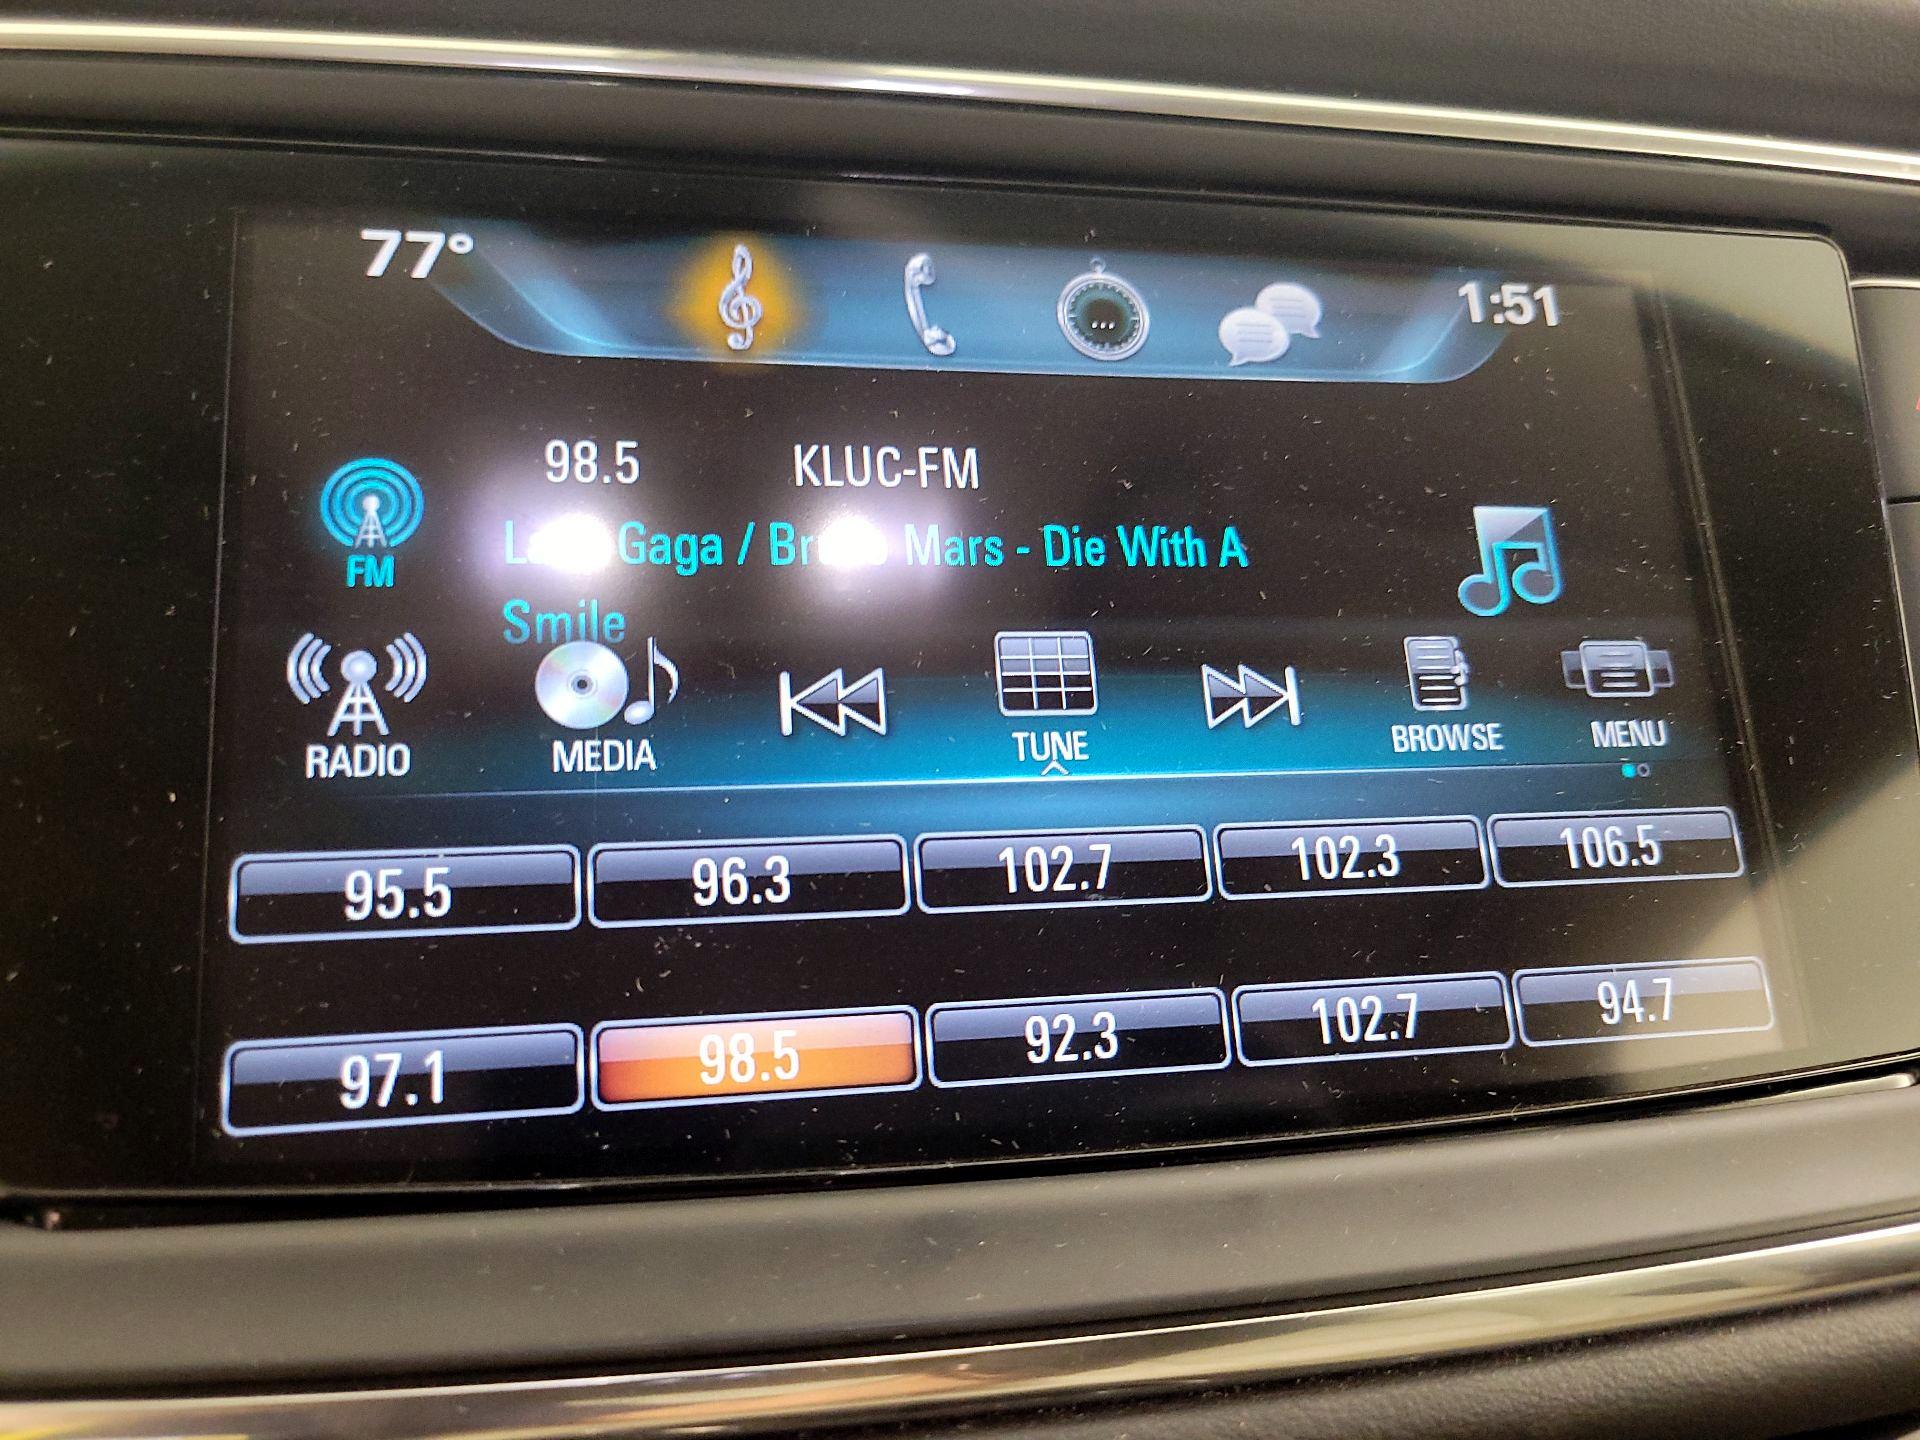 77° 1:51
98.5 KLUC-FM
Gaga / Mars - Die With A
FM
Smile
RADIO MEDIA TUNE BROWSE MENU
95.5 96.3 102.7 102.3 106.5
97.1 98.5 92.3 102.7 94.7